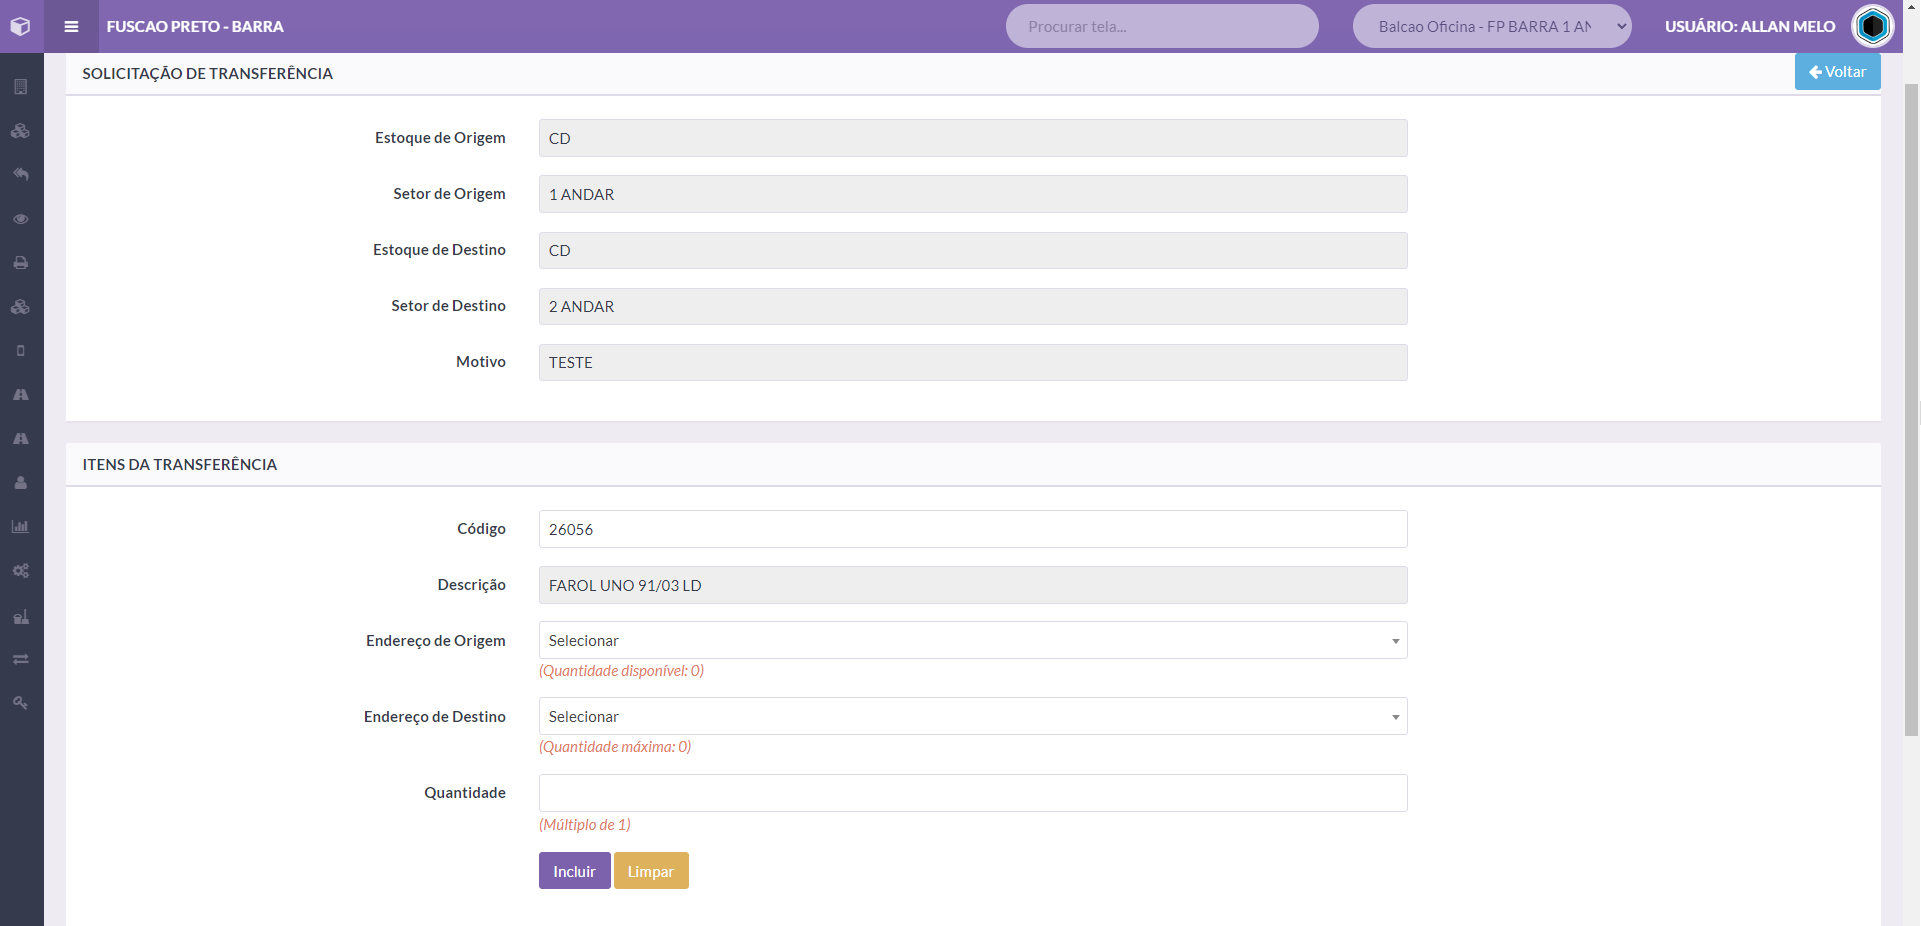 FUSCAO PRETO - BARRA
Procurar tela...
Balcao Oficina - FP BARRA 1 AN
USUÁRIO: ALLAN MELO
SOLICITAÇÃO DE TRANSFERÊNCIA
Voltar
Estoque de Origem
CD
Setor de Origem
1 ANDAR
Estoque de Destino
CD
Setor de Destino
2 ANDAR
Motivo
TESTE
ITENS DA TRANSFERÊNCIA
Código
26056
Descrição
FAROL UNO 91/03 LD
Endereço de Origem
Selecionar
(Quantidade disponível: 0)
Endereço de Destino
Selecionar
(Quantidade máxima: 0)
Quantidade
(Múltiplo de 1)
Incluir
Limpar